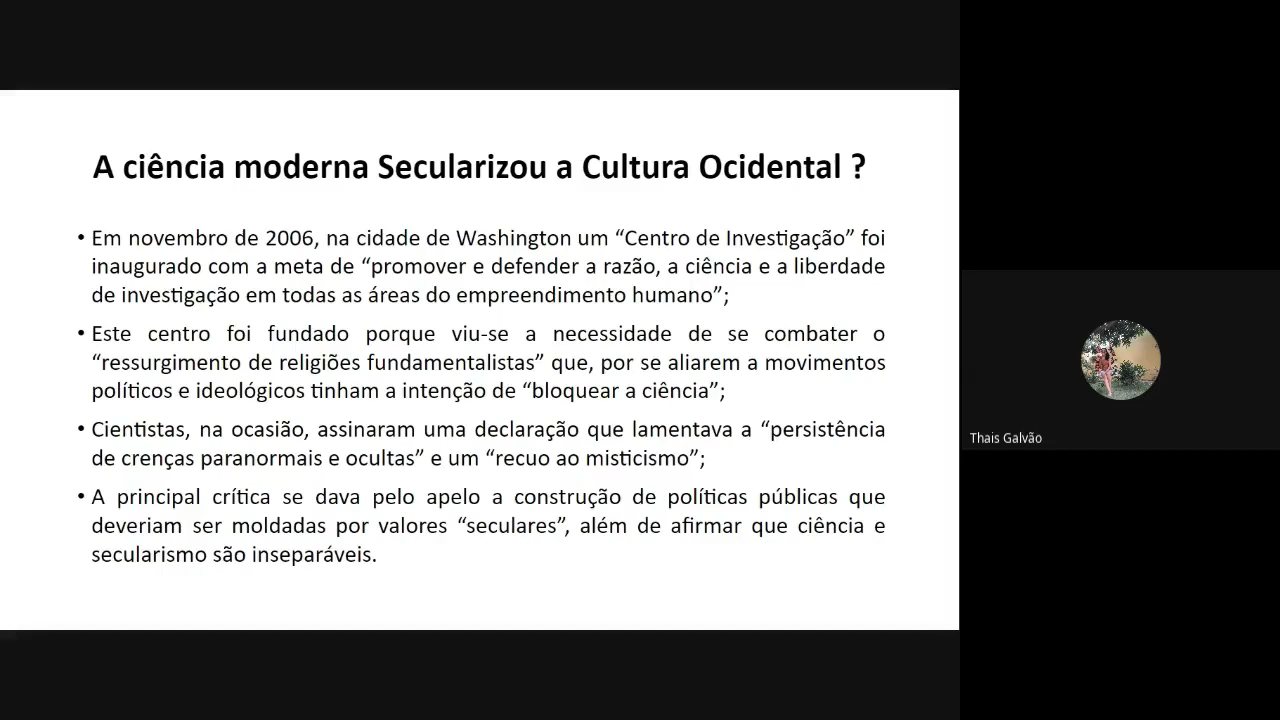 A ciência moderna Secularizou a Cultura Ocidental ?
• Em novembro de 2006, na cidade de Washington um “Centro de Investigação” foi
inaugurado com a meta de “promover e defender a razão, a ciência e a liberdade
de investigação em todas as áreas do empreendimento humano”;
• Este centro foi fundado porque viu-se a necessidade de se combater o
“ressurgimento de religiões fundamentalistas” que, por se aliarem a movimentos
políticos e ideológicos tinham a intenção de “bloquear a ciência”;
• Cientistas, na ocasião, assinaram uma declaração que lamentava a “persistência
de crenças paranormais e ocultas” e um “recuo ao misticismo”;
• A principal crítica se dava pelo apelo a construção de políticas públicas que
deveriam ser moldadas por valores “seculares”, além de afirmar que ciência e
secularismo são inseparáveis.
Thais Galvão